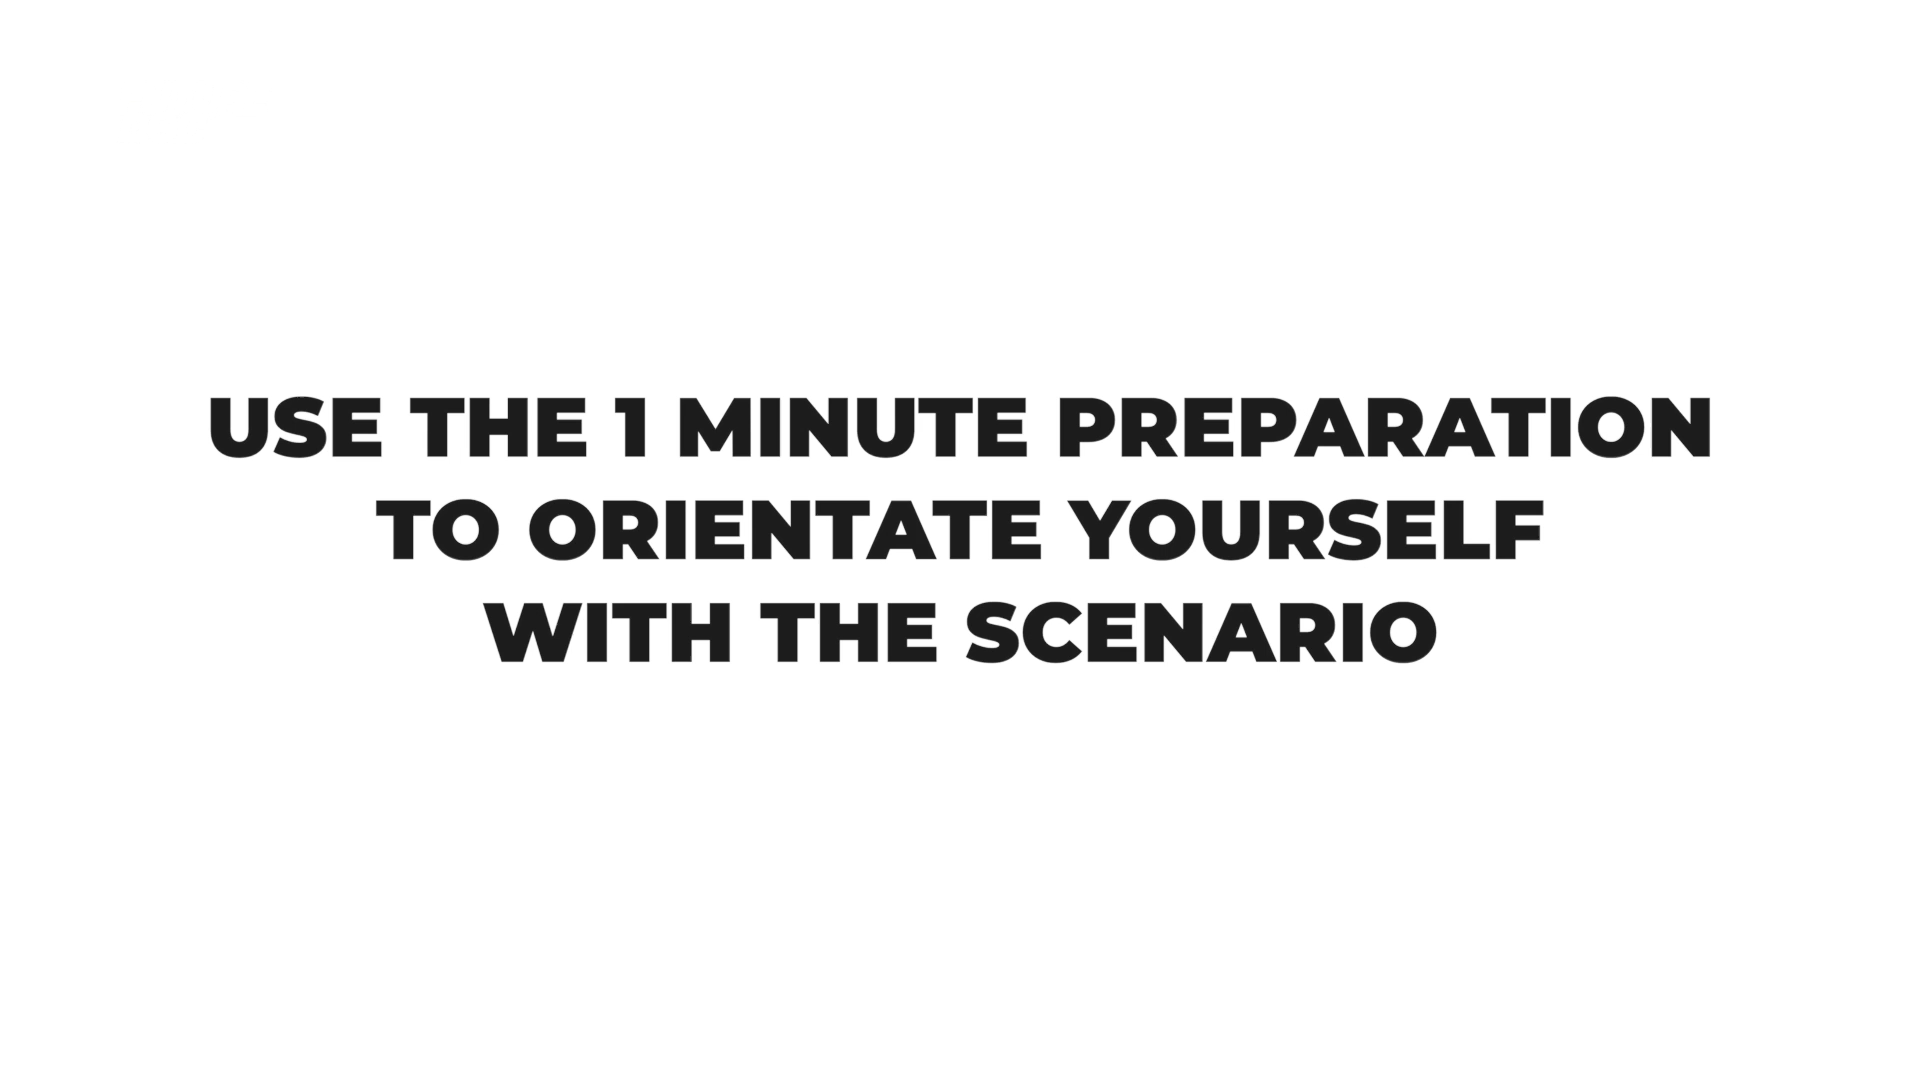 USE THE 1 MINUTE PREPARATION
TO ORIENTATE YOURSELF
WITH THE SCENARIO